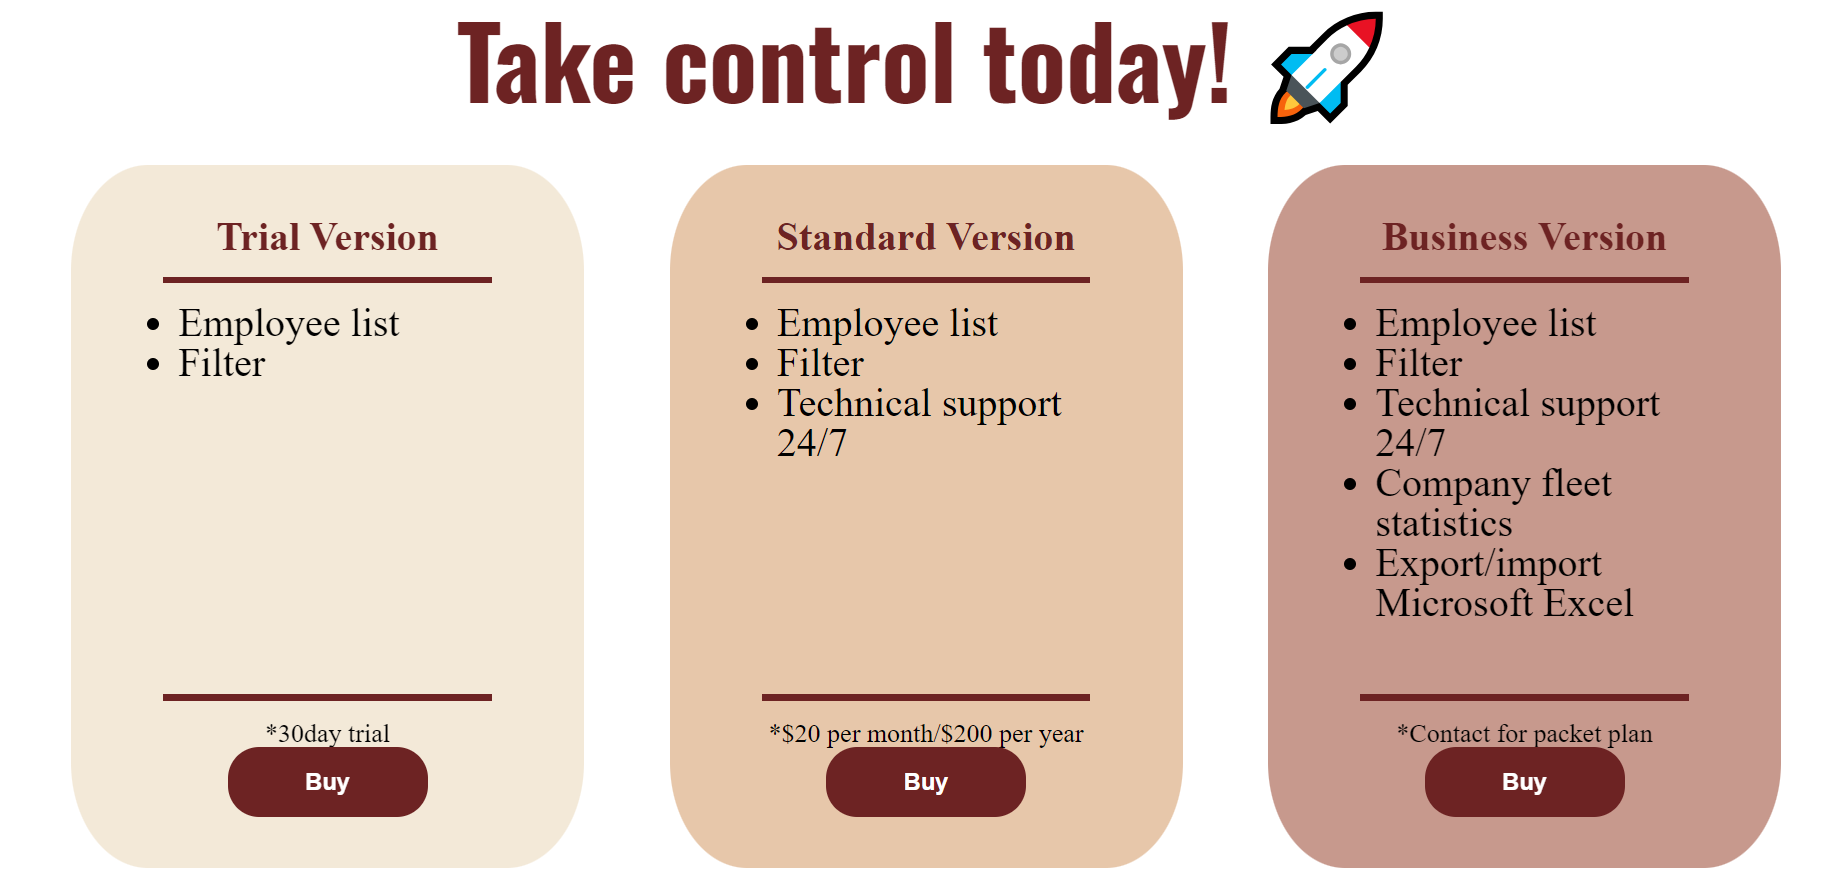 Take control today!
Trial Version
Employee list
Filter
*30day trial
Buy
Standard Version
Employee list
Filter
Technical support
24/7
*$20 per month/$200 per year
Buy
Business Version
Employee list
Filter
Technical support
24/7
Company fleet
statistics
Export/import
Microsoft Excel
*Contact for packet plan
Buy